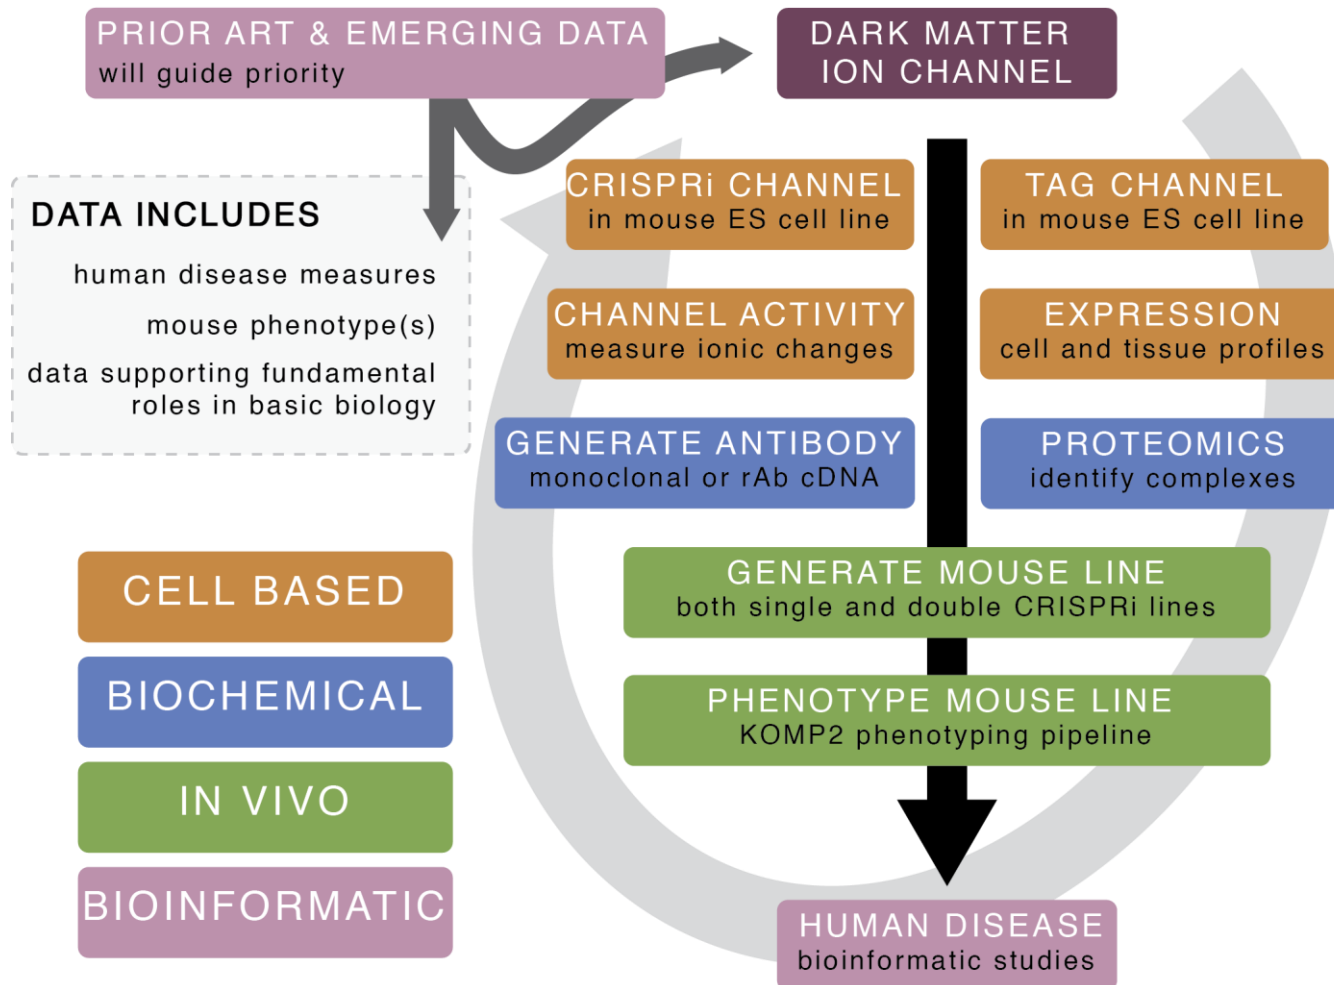 PRIOR ART & EMERGING DATA
will guide priority
DARK MATTER
ION CHANNEL
DATA INCLUDES
human disease measures
mouse phenotype(s)
data supporting fundamental
roles in basic biology
CRISPRi CHANNEL
in mouse ES cell line
TAG CHANNEL
in mouse ES cell line
CHANNEL ACTIVITY
measure ionic changes
EXPRESSION
cell and tissue profiles
GENERATE ANTIBODY
monoclonal or rAb cDNA
PROTEOMICS
identify complexes
GENERATE MOUSE LINE
both single and double CRISPRi lines
PHENOTYPE MOUSE LINE
KOMP2 phenotyping pipeline
HUMAN DISEASE
bioinformatic studies
CELL BASED
BIOCHEMICAL
IN VIVO
BIOINFORMATIC